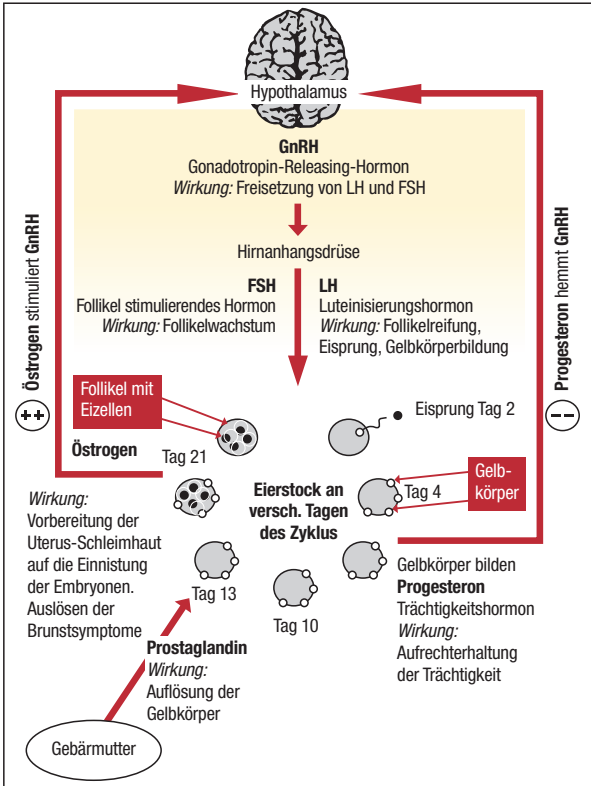 Hypothalamus
GnRH
Gonadotropin-Releasing-Hormon
Wirkung: Freisetzung von LH und FSH
Hirnanhangsdrüse
FSH
Follikel stimulierendes Hormon
Wirkung: Follikelwachstum
LH
Luteinisierungshormon
Wirkung: Follikelreifung,
Eisprung, Gelbkörperbildung
Östrogen stimuliert GnRH
++
Progesteron hemmt GnRH
−−
Follikel mit
Eizellen
Eisprung Tag 2
Östrogen
Tag 21
Eierstock an
versch. Tagen
des Zyklus
Tag 4
Gelb-
körper
Wirkung:
Vorbereitung der
Uterus-Schleimhaut
auf die Einnistung
der Embryonen.
Auslösen der
Brunstsymptome
Tag 13
Tag 10
Gelbkörper bilden
Progesteron
Trächtigkeitshormon
Wirkung:
Aufrechterhaltung
der Trächtigkeit
Prostaglandin
Wirkung:
Auflösung der
Gelbkörper
Gebärmutter